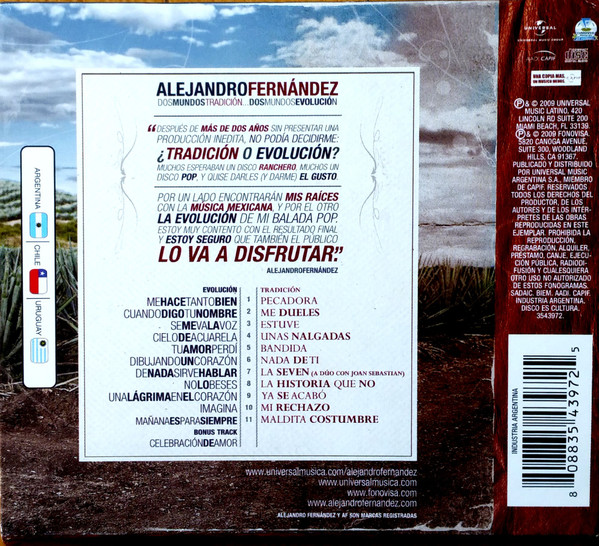 ALEJANDROFERNÁNDEZ
DOSMUNDOSTRADICIÓN...DOSMUNDOSEVOLUCIÓN
"DESPUÉS DE MÁS DE DOS AÑOS SIN PRESENTAR UNA
PRODUCCIÓN INEDITA, NO PODÍA DECIDIRME:
¿TRADICIÓN O EVOLUCIÓN?
MUCHOS ESPERABAN UN DISCO RANCHERO, MUCHOS UN
DISCO POP, Y QUISE DARLES (Y DARME) EL GUSTO.
POR UN LADO ENCONTRARÁN MIS RAÍCES
CON LA MÚSICA MEXICANA, Y POR EL OTRO
LA EVOLUCIÓN DE MI BALADA POP.
ESTOY MUY CONTENTO CON EL RESULTADO FINAL
Y ESTOY SEGURO QUE TAMBIÉN EL PÚBLICO
LO VA A DISFRUTAR."
ALEJANDROFERNÁNDEZ
EVOLUCIÓN TRADICIÓN
MEHACETANTOBIEN 1 PECADORA
CUANDODIGOTUNOMBRE 2 ME DUELES
SEMEVALAVOZ 3 ESTUVE
CIELODEACUARELA 4 UNAS NALGADAS
TUAMORPERDÍ 5 BANDIDA
DIBUJANDOUNCORAZÓN 6 NADA DE TI
DENADASIRVEHABLAR 7 LA SEVEN (A DÚO CON JOAN SEBASTIAN)
NOLOBESES 8 LA HISTORIA QUE NO
UNALÁGRIMAENELCORAZÓN 9 YA SE ACABÓ
IMAGINA 10 MI RECHAZO
MAÑANAESPARASIEMPRE 11 MALDITA COSTUMBRE
BONUS TRACK
CELEBRACIÓNDEAMOR
www.universalmusica.com/alejandrofernandez
www.universalmusica.com
www.fonovisa.com
www.alejandrofernandez.com
ALEJANDRO FERNÁNDEZ Y AF SON MARCAS REGISTRADAS
ARGENTINA
CHILE
URUGUAY
UNIVERSAL
UNIVERSAL MUSIC GROUP
CAPIF
COMPACT
disc
UNA COPIA MAS,
UN MUSICO MENOS.
Ⓟ & © 2009 UNIVERSAL
MUSIC LATINO, 420
LINCOLN RD SUITE 200
MIAMI BEACH, FL 33139.
Ⓟ & © 2009 FONOVISA.
5820 CANOGA AVENUE,
SUITE 300, WOODLAND
HILLS, CA 91367.
PUBLICADO Y DISTRIBUIDO
POR UNIVERSAL MUSIC
ARGENTINA S.A., MIEMBRO
DE CAPIF. RESERVADOS
TODOS LOS DERECHOS DEL
PRODUCTOR, DE LOS
AUTORES Y DE LOS INTÉR-
PRETES DE LAS OBRAS
REPRODUCIDAS EN ESTE
EJEMPLAR. PROHIBIDA LA
REPRODUCCIÓN,
REGRABACIÓN, ALQUILER,
PRÉSTAMO, CANJE, EJECU-
CIÓN PÚBLICA, RADIODI-
FUSIÓN Y CUALESQUIERA
OTRO USO NO AUTORIZADO
DE ESTOS FONOGRAMAS.
SADAIC. BIEM. AADI. CAPIF.
INDUSTRIA ARGENTINA,
DISCO ES CULTURA.
3543972.
INDUSTRIA ARGENTINA
8 08835 43972 5